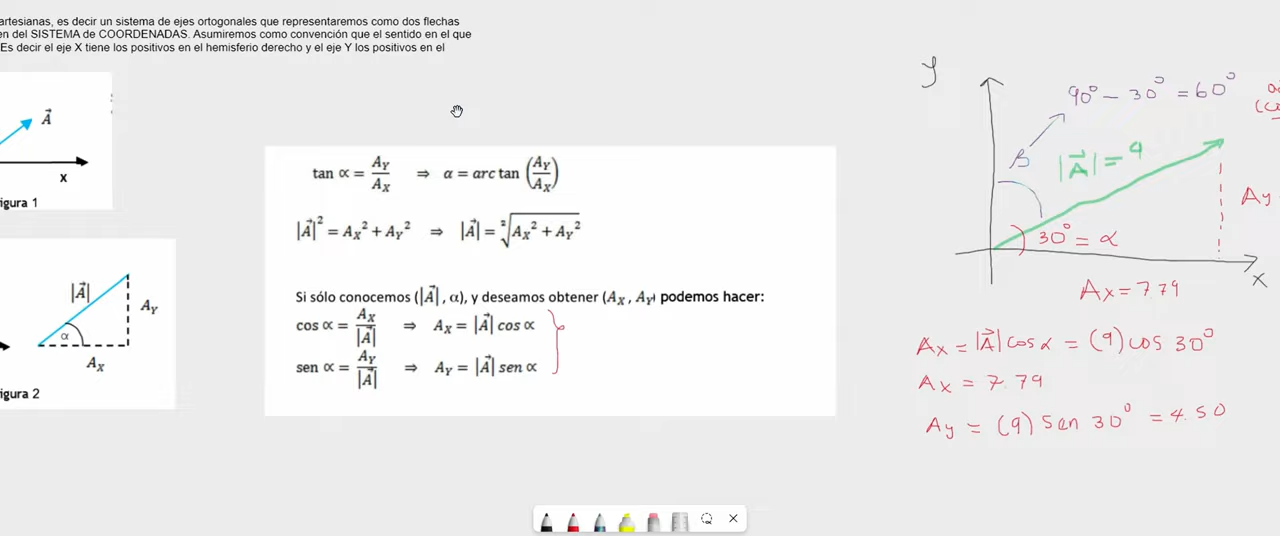 artesianas, es decir un sistema de ejes ortogonales que representaremos como dos flechas
en del SISTEMA de COORDENADAS. Asumiremos como convención que el sentido en el que
Es decir el eje X tiene los positivos en el hemisferio derecho y el eje Y los positivos en el
A⃗
x
igura 1
|A⃗|
A_Y
α
A_X
igura 2
tan α = A_Y/A_X ⇒ α = arc tan (A_Y/A_X)
|A⃗|² = A_X² + A_Y² ⇒ |A⃗| = ²√(A_X² + A_Y²)
Si sólo conocemos (|A⃗|, α), y deseamos obtener (A_X, A_Y) podemos hacer:
cos α = A_X/|A⃗| ⇒ A_X = |A⃗| cos α
sen α = A_Y/|A⃗| ⇒ A_Y = |A⃗| sen α
y
90° − 30° = 60°
β
|A⃗| = 9
Ay
30° = α
x
Ax = 7.79
Ax = |A⃗| cos α = (9) cos 30°
Ax = 7.79
Ay = (9) Sen 30° = 4.50